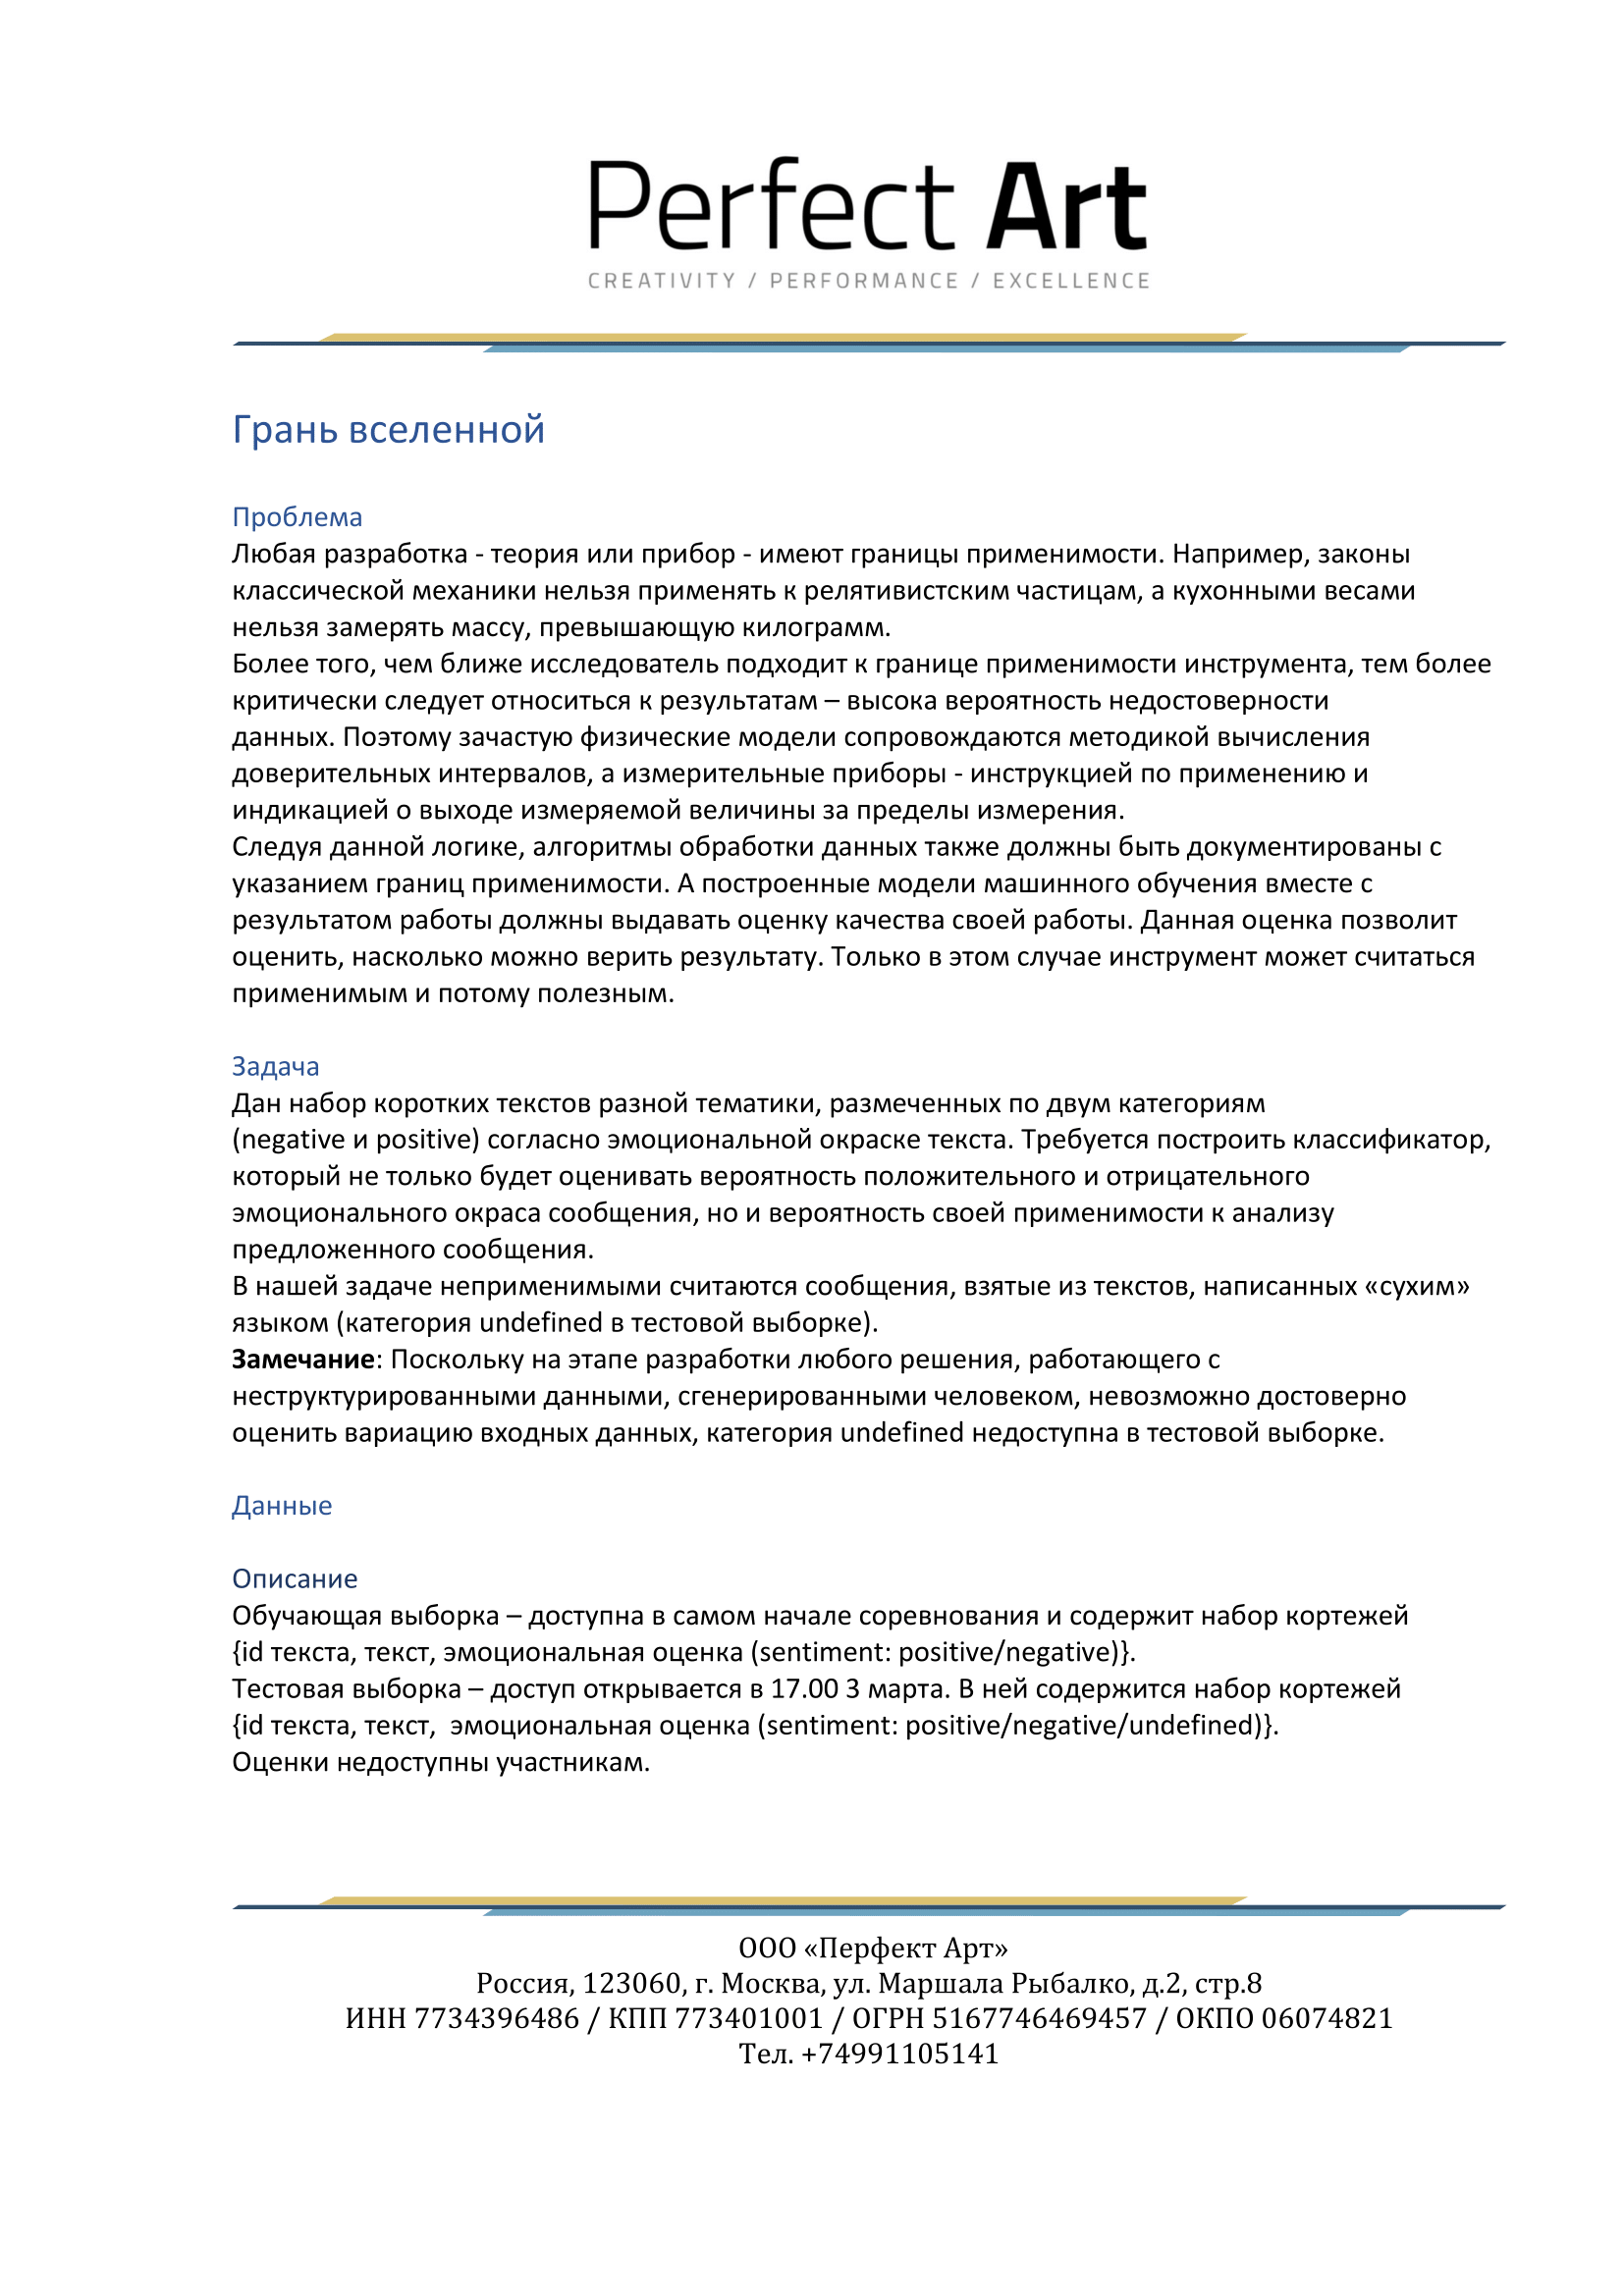 Perfect Art
CREATIVITY / PERFORMANCE / EXCELLENCE
Грань вселенной
Проблема
Любая разработка - теория или прибор - имеют границы применимости. Например, законы
классической механики нельзя применять к релятивистским частицам, а кухонными весами
нельзя замерять массу, превышающую килограмм.
Более того, чем ближе исследователь подходит к границе применимости инструмента, тем более
критически следует относиться к результатам – высока вероятность недостоверности
данных. Поэтому зачастую физические модели сопровождаются методикой вычисления
доверительных интервалов, а измерительные приборы - инструкцией по применению и
индикацией о выходе измеряемой величины за пределы измерения.
Следуя данной логике, алгоритмы обработки данных также должны быть документированы с
указанием границ применимости. А построенные модели машинного обучения вместе с
результатом работы должны выдавать оценку качества своей работы. Данная оценка позволит
оценить, насколько можно верить результату. Только в этом случае инструмент может считаться
применимым и потому полезным.
Задача
Дан набор коротких текстов разной тематики, размеченных по двум категориям
(negative и positive) согласно эмоциональной окраске текста. Требуется построить классификатор,
который не только будет оценивать вероятность положительного и отрицательного
эмоционального окраса сообщения, но и вероятность своей применимости к анализу
предложенного сообщения.
В нашей задаче неприменимыми считаются сообщения, взятые из текстов, написанных «сухим»
языком (категория undefined в тестовой выборке).
Замечание: Поскольку на этапе разработки любого решения, работающего с
неструктурированными данными, сгенерированными человеком, невозможно достоверно
оценить вариацию входных данных, категория undefined недоступна в тестовой выборке.
Данные
Описание
Обучающая выборка – доступна в самом начале соревнования и содержит набор кортежей
{id текста, текст, эмоциональная оценка (sentiment: positive/negative)}.
Тестовая выборка – доступ открывается в 17.00 3 марта. В ней содержится набор кортежей
{id текста, текст,  эмоциональная оценка (sentiment: positive/negative/undefined)}.
Оценки недоступны участникам.
ООО «Перфект Арт»
Россия, 123060, г. Москва, ул. Маршала Рыбалко, д.2, стр.8
ИНН 7734396486 / КПП 773401001 / ОГРН 5167746469457 / ОКПО 06074821
Тел. +74991105141